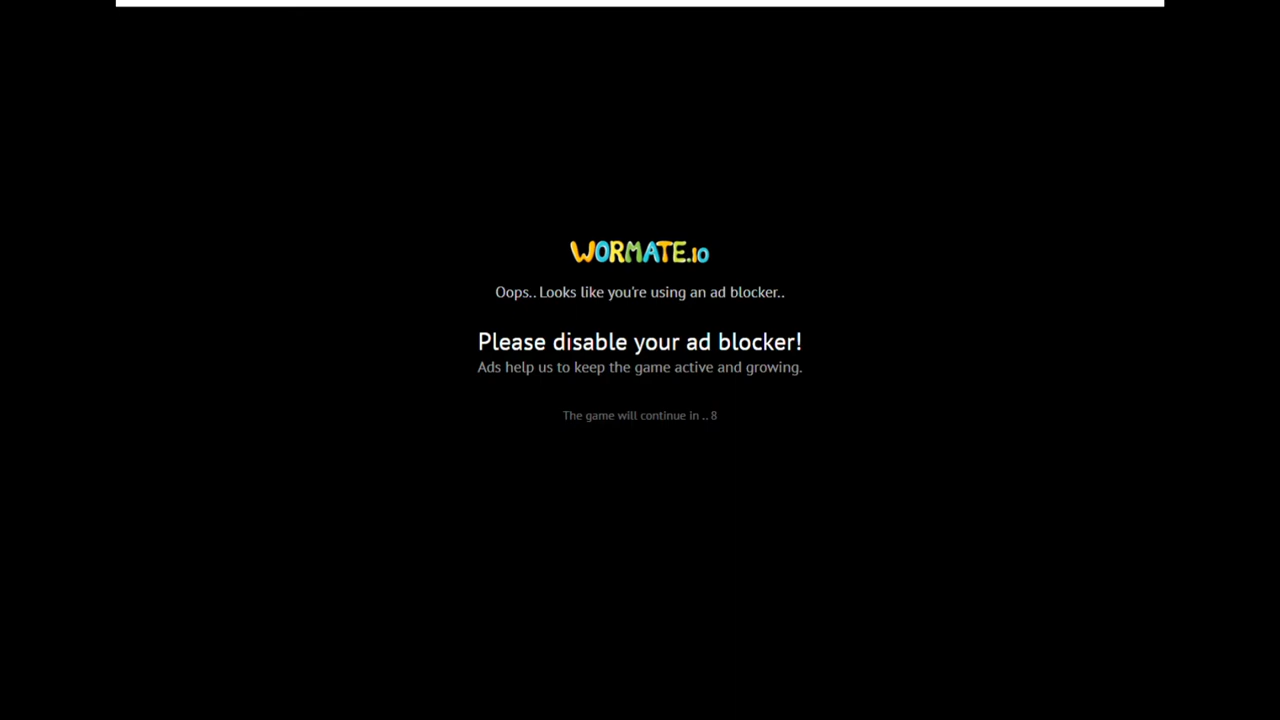 WORMATE.IO
Oops.. Looks like you're using an ad blocker..
Please disable your ad blocker!
Ads help us to keep the game active and growing.
The game will continue in .. 8